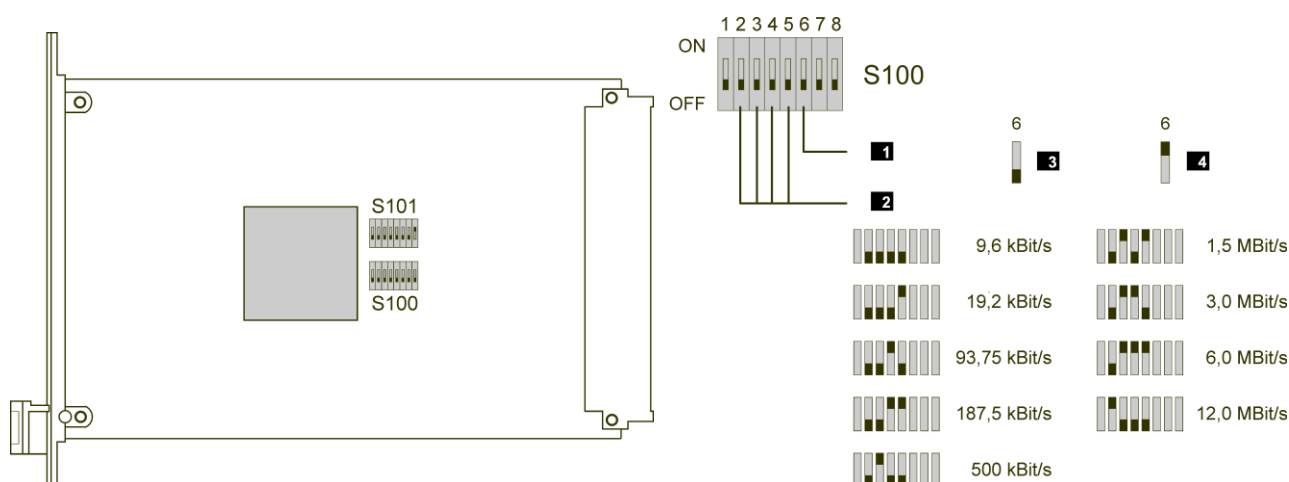 1 2 3 4 5 6 7 8
ON
S100
OFF
6
6
1
3
4
2
S101
S100
9,6 kBit/s
1,5 MBit/s
19,2 kBit/s
3,0 MBit/s
93,75 kBit/s
6,0 MBit/s
187,5 kBit/s
12,0 MBit/s
500 kBit/s